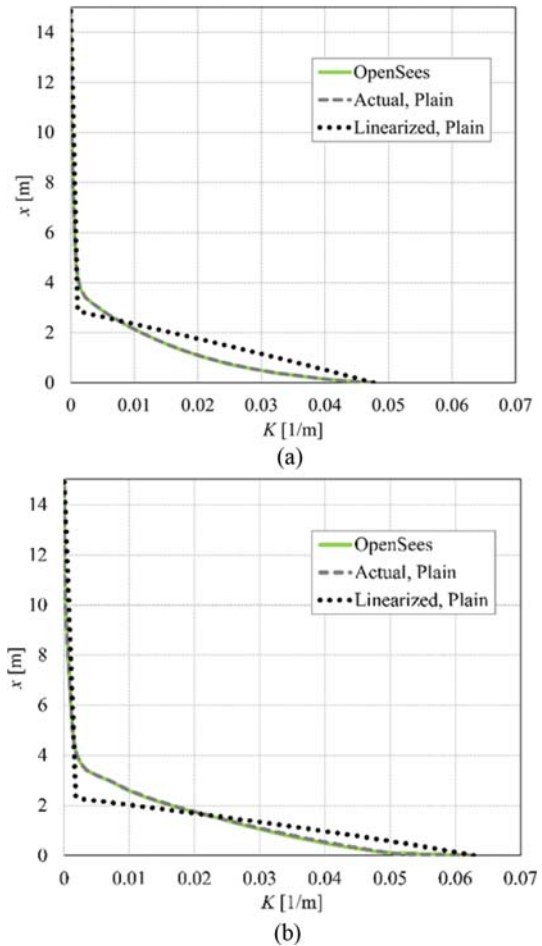 14
12
10
8
6
4
2
0
x [m]
OpenSees
Actual, Plain
Linearized, Plain
0 0.01 0.02 0.03 0.04 0.05 0.06 0.07
K [1/m]
(a)
14
12
10
8
6
4
2
0
x [m]
OpenSees
Actual, Plain
Linearized, Plain
0 0.01 0.02 0.03 0.04 0.05 0.06 0.07
K [1/m]
(b)